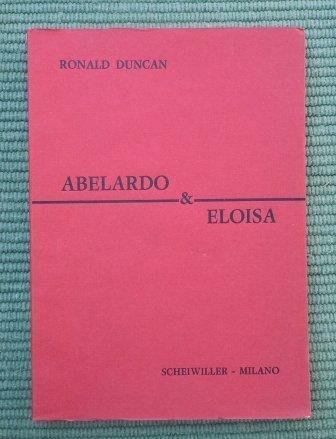 RONALD DUNCAN
ABELARDO
&
ELOISA
SCHEIWILLER - MILANO